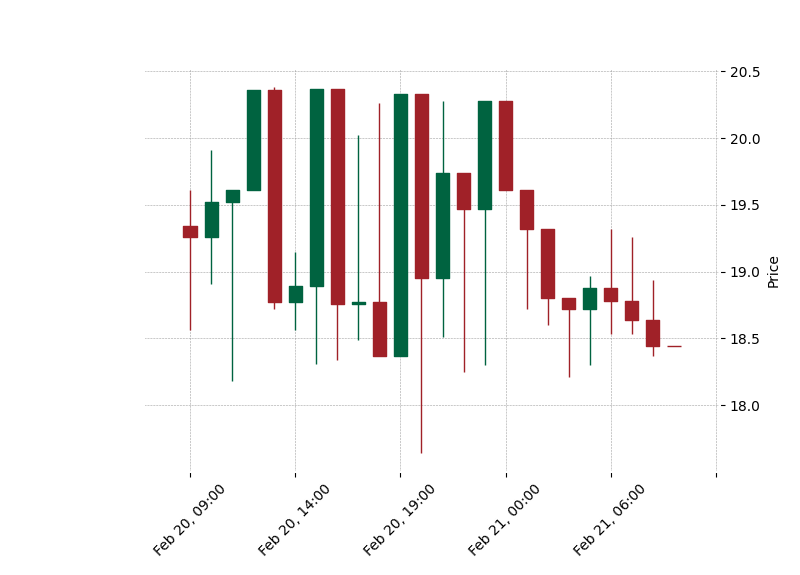 20.5
20.0
19.5
19.0
18.5
18.0
Price
Feb 20, 09:00
Feb 20, 14:00
Feb 20, 19:00
Feb 21, 00:00
Feb 21, 06:00